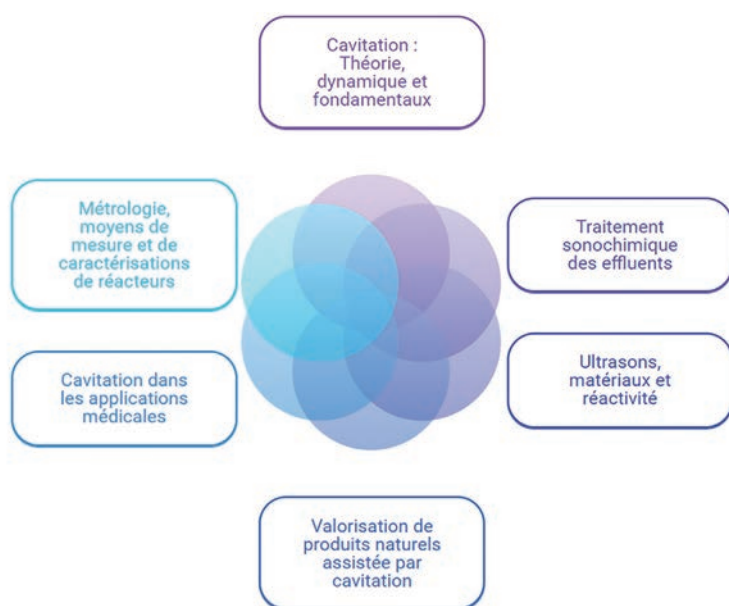 Cavitation :
Théorie,
dynamique et
fondamentaux
Métrologie,
moyens de
mesure et de
caractérisations
de réacteurs
Traitement
sonochimique
des effluents
Cavitation dans
les applications
médicales
Ultrasons,
matériaux et
réactivité
Valorisation de
produits naturels
assistée par
cavitation